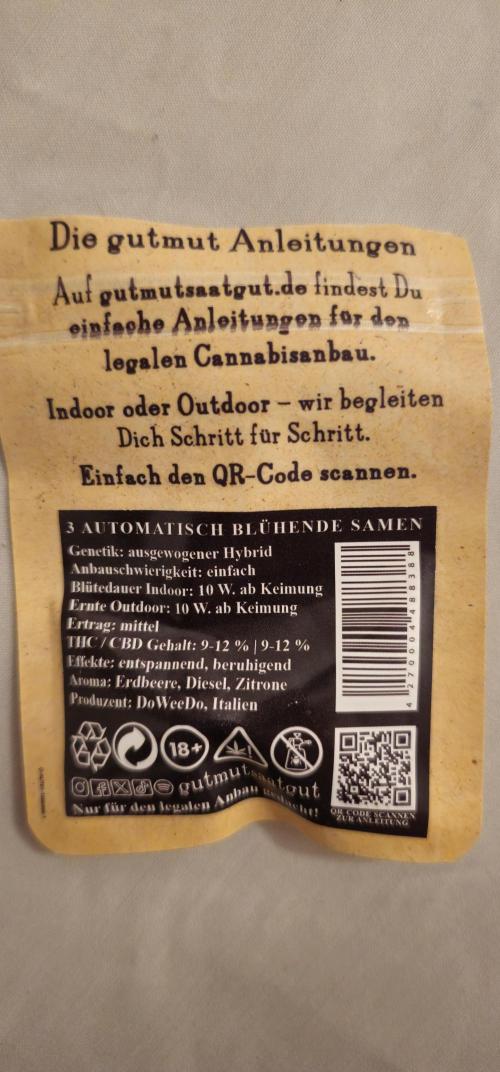 Die gutmut Anleitungen
Auf gutmutsaatgut.de findest Du
einfache Anleitungen für den
legalen Cannabisanbau.
Indoor oder Outdoor – wir begleiten
Dich Schritt für Schritt.
Einfach den QR-Code scannen.
3 AUTOMATISCH BLÜHENDE SAMEN
Genetik: ausgewogener Hybrid
Anbauschwierigkeit: einfach
Blütedauer Indoor: 10 W. ab Keimung
Ernte Outdoor: 10 W. ab Keimung
Ertrag: mittel
THC / CBD Gehalt: 9-12 % | 9-12 %
Effekte: entspannend, beruhigend
Aroma: Erdbeere, Diesel, Zitrone
Produzent: DoWeeDo, Italien
4 270004 488388
18+
gutmutsaatgut
Nur für den legalen Anbau gedacht!
QR-CODE SCANNEN
ZUR ANLEITUNG